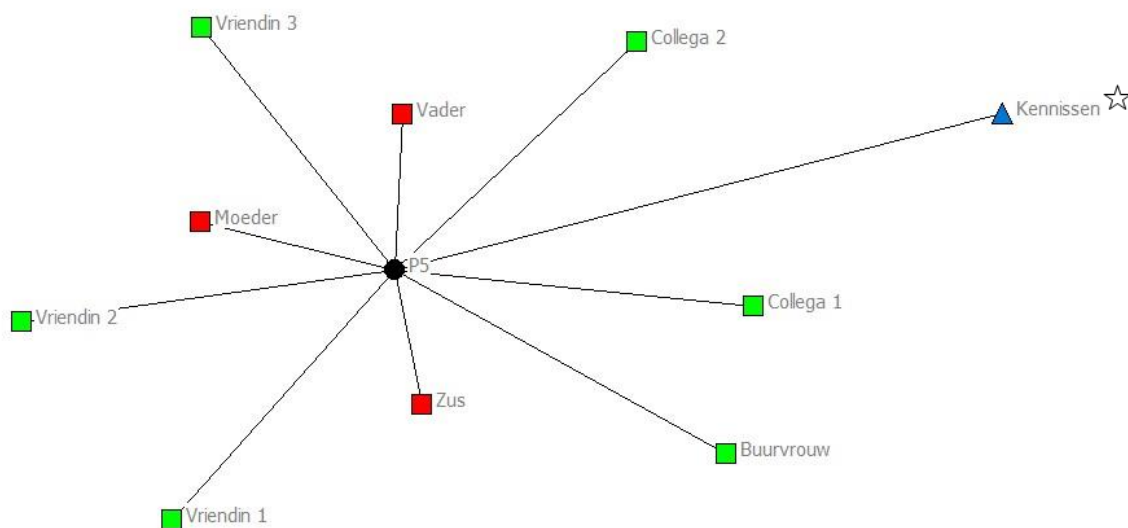 Vriendin 3
Collega 2
Vader
Kennissen
Moeder
P5
Collega 1
Vriendin 2
Zus
Buurvrouw
Vriendin 1